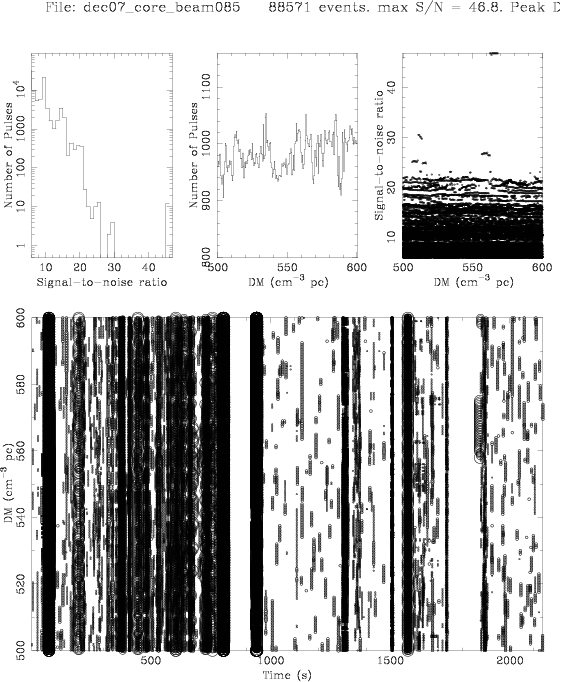 File: dec07_core_beam085 88571 events. max S/N = 46.8. Peak D
Number of Pulses
10⁴
1000
100
10
1
10 20 30 40
Signal-to-noise ratio
Number of Pulses
1100
1000
900
800
500 550 600
DM (cm⁻³ pc)
Signal-to-noise ratio
40
30
20
10
500 550 600
DM (cm⁻³ pc)
DM (cm⁻³ pc)
600
580
560
540
520
500
500 1000 1500 2000
Time (s)